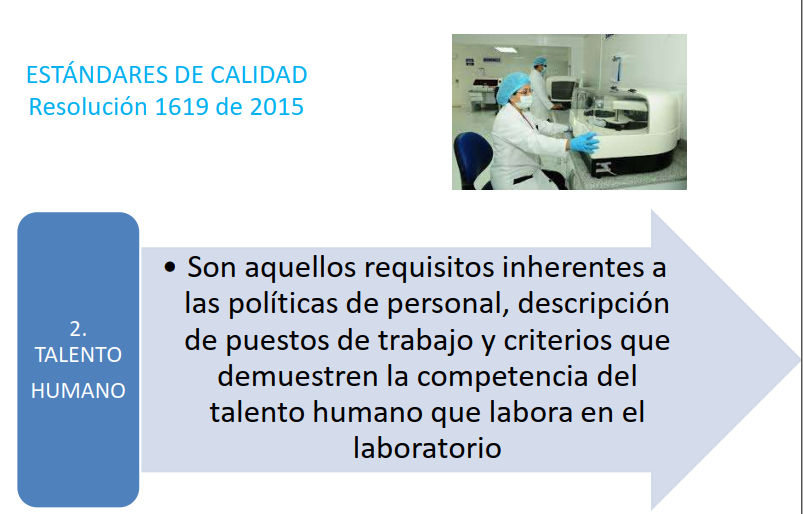 ESTÁNDARES DE CALIDAD
Resolución 1619 de 2015
2.
TALENTO
HUMANO
• Son aquellos requisitos inherentes a
las políticas de personal, descripción
de puestos de trabajo y criterios que
demuestren la competencia del
talento humano que labora en el
laboratorio